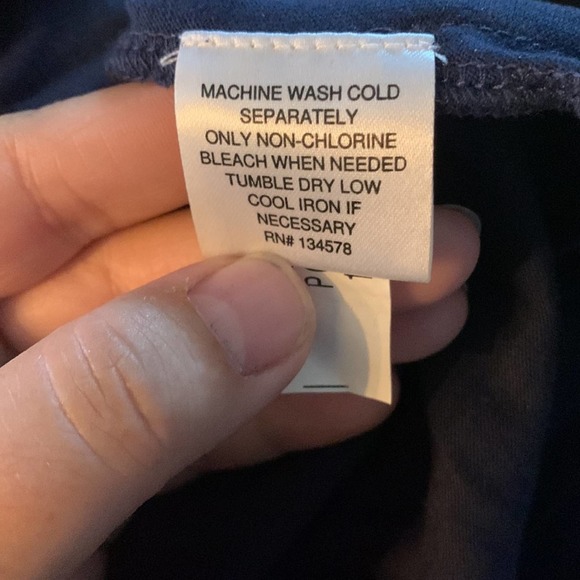 MACHINE WASH COLD
SEPARATELY
ONLY NON-CHLORINE
BLEACH WHEN NEEDED
TUMBLE DRY LOW
COOL IRON IF
NECESSARY
RN# 134578